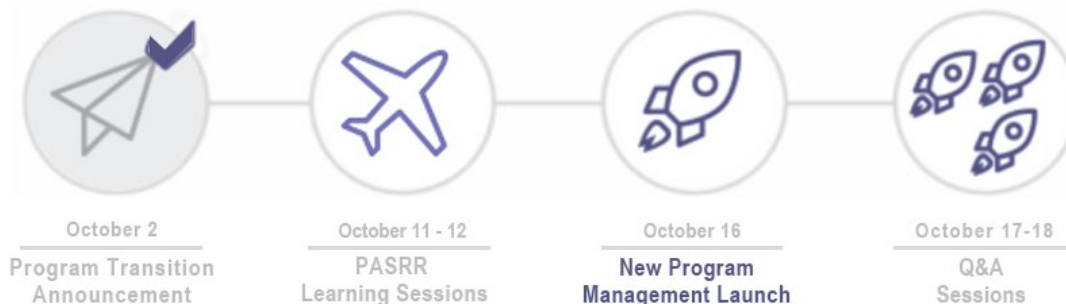 October 2
Program Transition
Announcement
October 11 - 12
PASRR
Learning Sessions
October 16
New Program
Management Launch
October 17-18
Q&A
Sessions